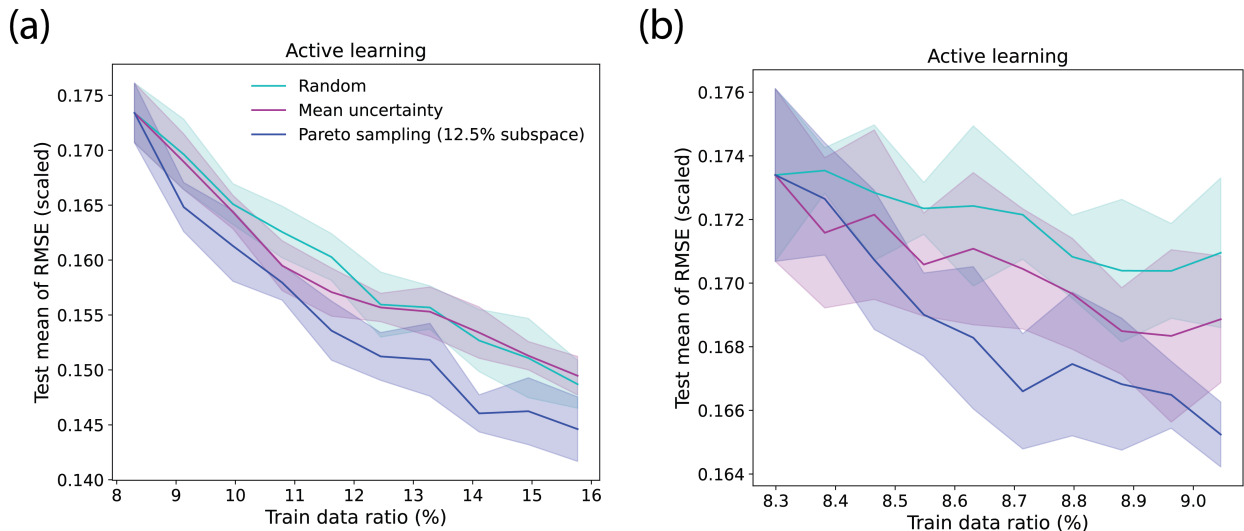 (a)
Active learning
Random
Mean uncertainty
Pareto sampling (12.5% subspace)
Test mean of RMSE (scaled)
0.175
0.170
0.165
0.160
0.155
0.150
0.145
0.140
8 9 10 11 12 13 14 15 16
Train data ratio (%)
(b)
Active learning
Test mean of RMSE (scaled)
0.176
0.174
0.172
0.170
0.168
0.166
0.164
8.3 8.4 8.5 8.6 8.7 8.8 8.9 9.0
Train data ratio (%)